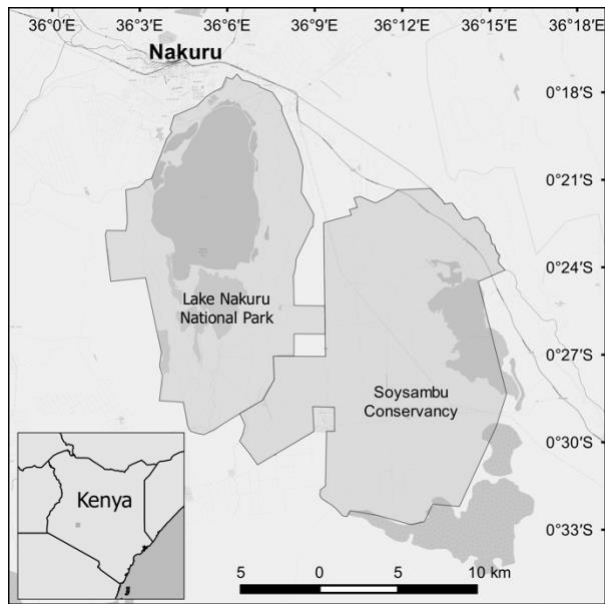 36°0'E 36°3'E 36°6'E 36°9'E 36°12'E 36°15'E 36°18'E
Nakuru
0°18'S
0°21'S
0°24'S
Lake Nakuru
National Park
0°27'S
Soysambu
Conservancy
0°30'S
Kenya
0°33'S
5 0 5 10 km